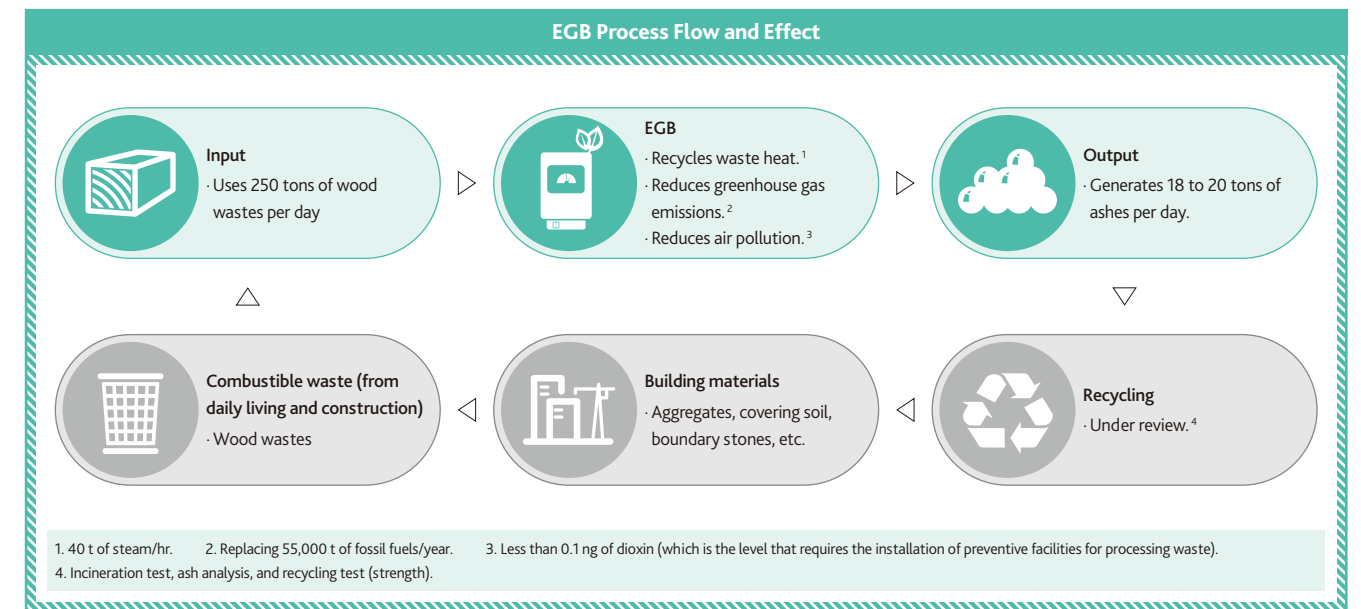 EGB Process Flow and Effect
Input
· Uses 250 tons of wood
wastes per day
EGB
· Recycles waste heat. 1
· Reduces greenhouse gas
emissions. 2
· Reduces air pollution. 3
Output
· Generates 18 to 20 tons of
ashes per day.
Combustible waste (from
daily living and construction)
· Wood wastes
Building materials
· Aggregates, covering soil,
boundary stones, etc.
Recycling
· Under review. 4
1. 40 t of steam/hr. 2. Replacing 55,000 t of fossil fuels/year. 3. Less than 0.1 ng of dioxin (which is the level that requires the installation of preventive facilities for processing waste).
4. Incineration test, ash analysis, and recycling test (strength).